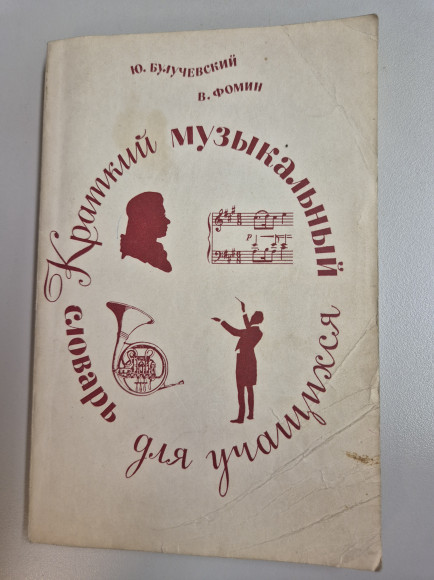 Ю. БУЛУЧЕВСКИЙ
В. ФОМИН
Краткий музыкальный
словарь
для учащихся
p